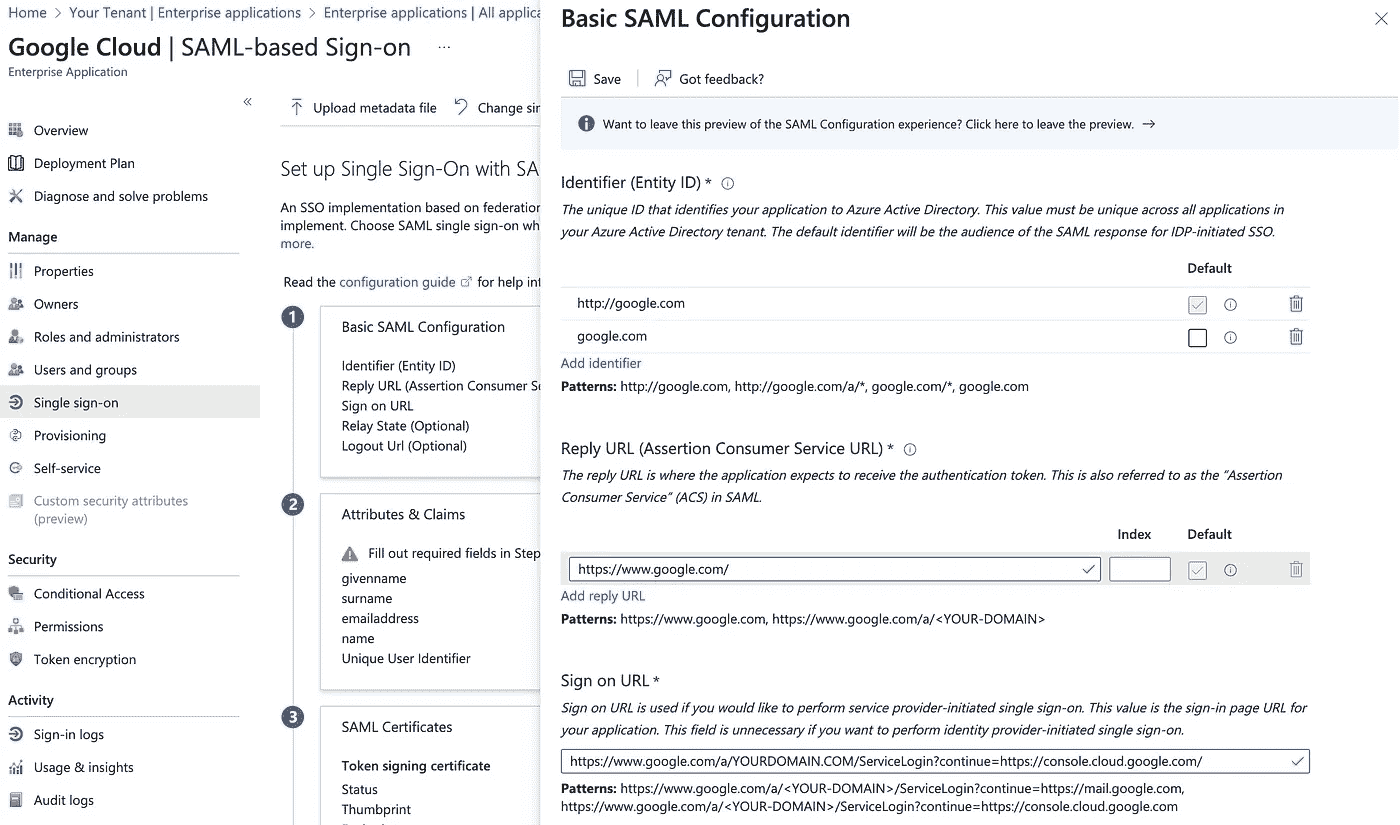 Home > Your Tenant | Enterprise applications > Enterprise applications | All applica
Google Cloud | SAML-based Sign-on ...
Enterprise Application
«
Overview
Deployment Plan
Diagnose and solve problems
Manage
Properties
Owners
Roles and administrators
Users and groups
Single sign-on
Provisioning
Self-service
Custom security attributes
(preview)
Security
Conditional Access
Permissions
Token encryption
Activity
Sign-in logs
Usage & insights
Audit logs
Upload metadata file
Change sin
Set up Single Sign-On with SA
An SSO implementation based on federation
implement. Choose SAML single sign-on wh
more.
Read the configuration guide for help int
1
Basic SAML Configuration
Identifier (Entity ID)
Reply URL (Assertion Consumer Se
Sign on URL
Relay State (Optional)
Logout Url (Optional)
2
Attributes & Claims
Fill out required fields in Step
givenname
surname
emailaddress
name
Unique User Identifier
3
SAML Certificates
Token signing certificate
Status
Thumbprint
Basic SAML Configuration
Save
Got feedback?
Want to leave this preview of the SAML Configuration experience? Click here to leave the preview. →
Identifier (Entity ID) *
The unique ID that identifies your application to Azure Active Directory. This value must be unique across all applications in
your Azure Active Directory tenant. The default identifier will be the audience of the SAML response for IDP-initiated SSO.
Default
http://google.com
google.com
Add identifier
Patterns: http://google.com, http://google.com/a/*, google.com/*, google.com
Reply URL (Assertion Consumer Service URL) *
The reply URL is where the application expects to receive the authentication token. This is also referred to as the "Assertion
Consumer Service" (ACS) in SAML.
Index Default
https://www.google.com/
Add reply URL
Patterns: https://www.google.com, https://www.google.com/a/<YOUR-DOMAIN>
Sign on URL *
Sign on URL is used if you would like to perform service provider-initiated single sign-on. This value is the sign-in page URL for
your application. This field is unnecessary if you want to perform identity provider-initiated single sign-on.
https://www.google.com/a/YOURDOMAIN.COM/ServiceLogin?continue=https://console.cloud.google.com/
Patterns: https://www.google.com/a/<YOUR-DOMAIN>/ServiceLogin?continue=https://mail.google.com,
https://www.google.com/a/<YOUR-DOMAIN>/ServiceLogin?continue=https://console.cloud.google.com